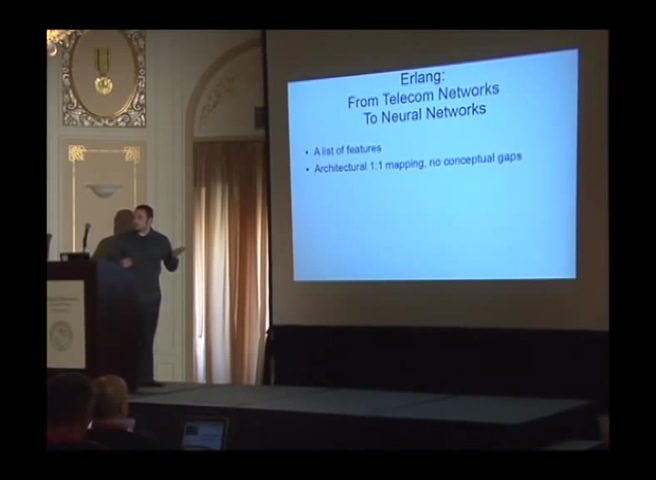 Erlang:
From Telecom Networks
To Neural Networks
• A list of features
• Architectural 1:1 mapping, no conceptual gaps